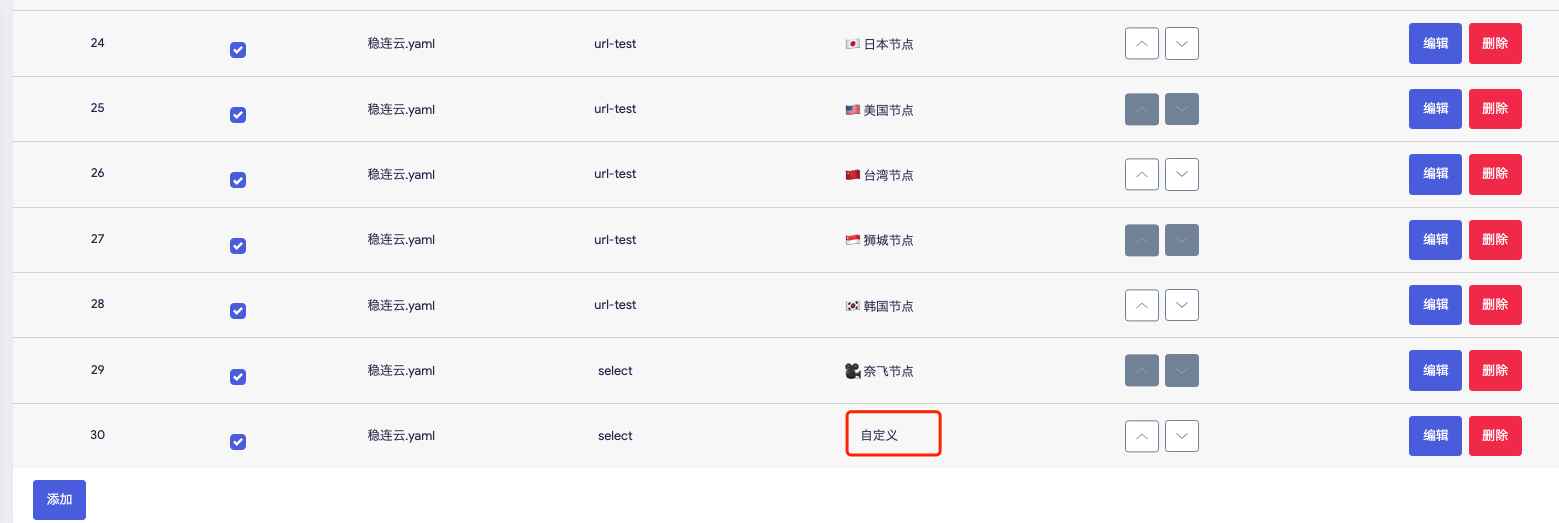 24 稳连云.yaml url-test 🇯🇵 日本节点 编辑 删除
25 稳连云.yaml url-test 🇺🇸 美国节点 编辑 删除
26 稳连云.yaml url-test 🇨🇳 台湾节点 编辑 删除
27 稳连云.yaml url-test 🇸🇬 狮城节点 编辑 删除
28 稳连云.yaml url-test 🇰🇷 韩国节点 编辑 删除
29 稳连云.yaml select 🎥 奈飞节点 编辑 删除
30 稳连云.yaml select 自定义 编辑 删除
添加